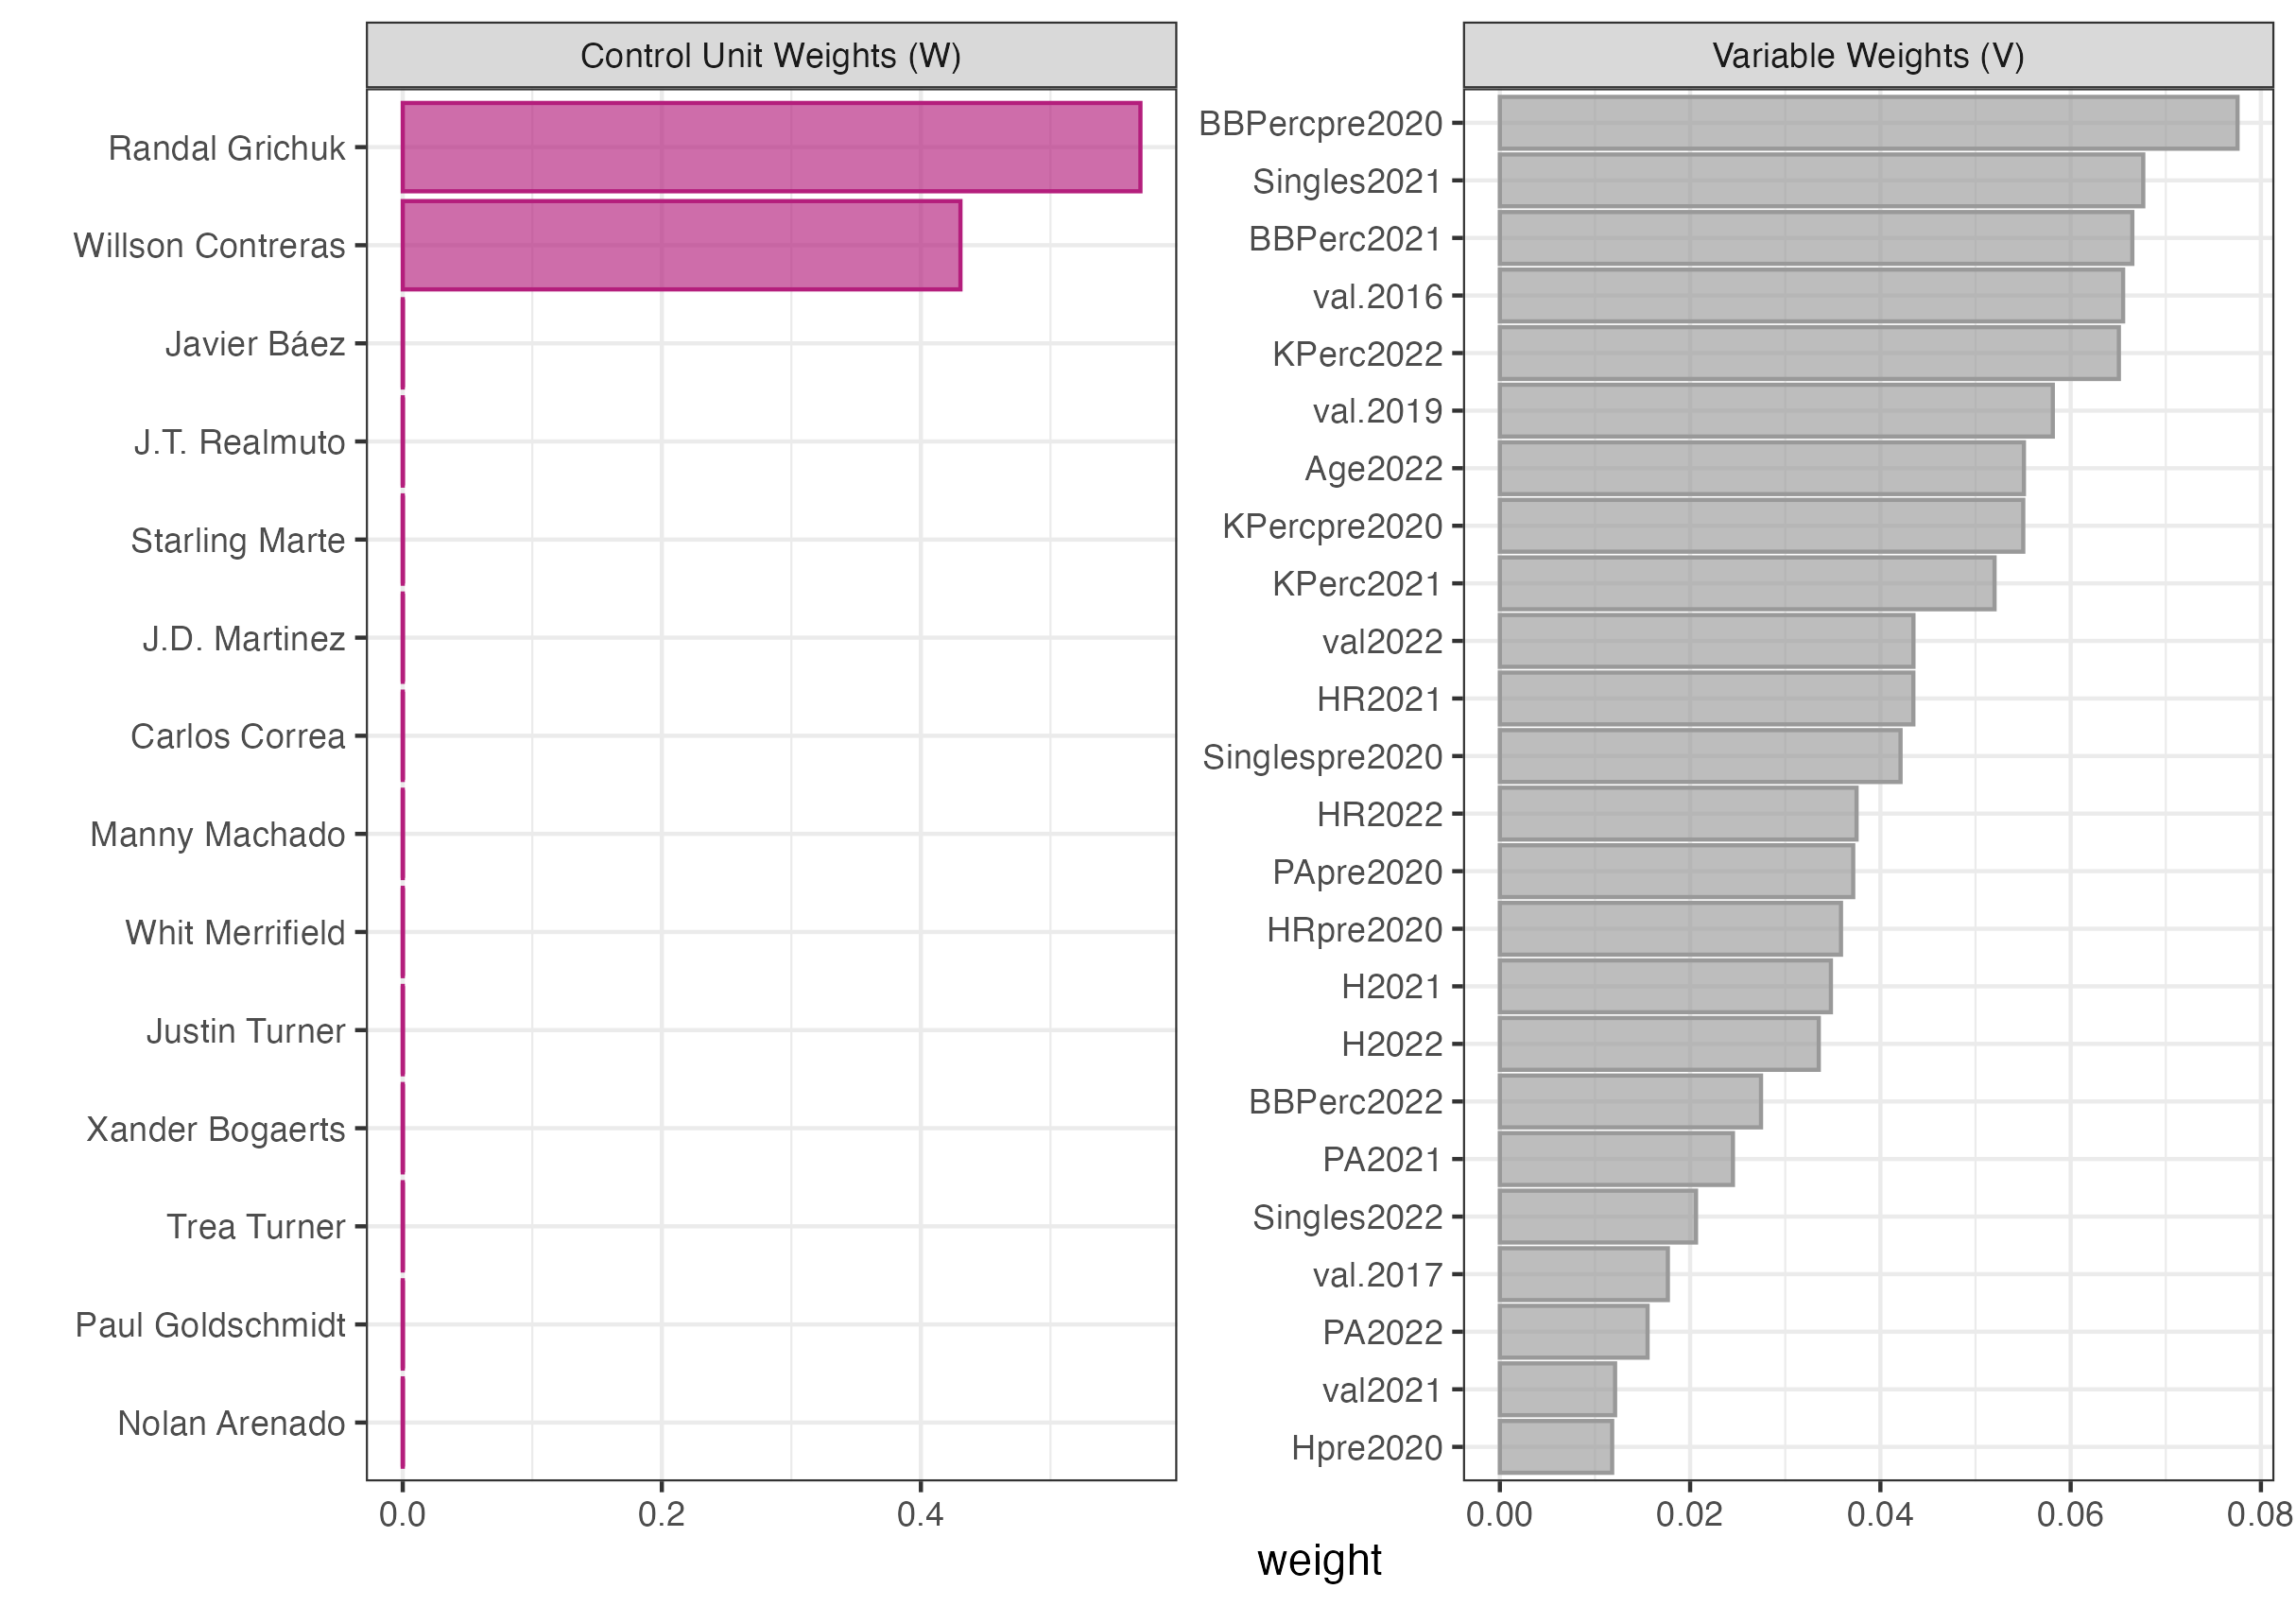 Control Unit Weights (W)
Randal Grichuk
Willson Contreras
Javier Báez
J.T. Realmuto
Starling Marte
J.D. Martinez
Carlos Correa
Manny Machado
Whit Merrifield
Justin Turner
Xander Bogaerts
Trea Turner
Paul Goldschmidt
Nolan Arenado
0.0 0.2 0.4
Variable Weights (V)
BBPercpre2020
Singles2021
BBPerc2021
val.2016
KPerc2022
val.2019
Age2022
KPercpre2020
KPerc2021
val2022
HR2021
Singlespre2020
HR2022
PApre2020
HRpre2020
H2021
H2022
BBPerc2022
PA2021
Singles2022
val.2017
PA2022
val2021
Hpre2020
0.00 0.02 0.04 0.06 0.08
weight